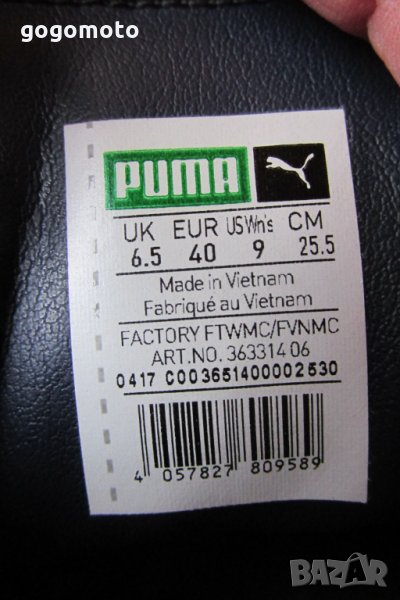 gogomoto
PUMA
UK EUR US Wn's CM
6.5 40 9 25.5
Made in Vietnam
Fabriqué au Vietnam
FACTORY FTWMC/FVNMC
ART.NO. 363314 06
0417 C003651400002530
4 057827 809589
BAZAR